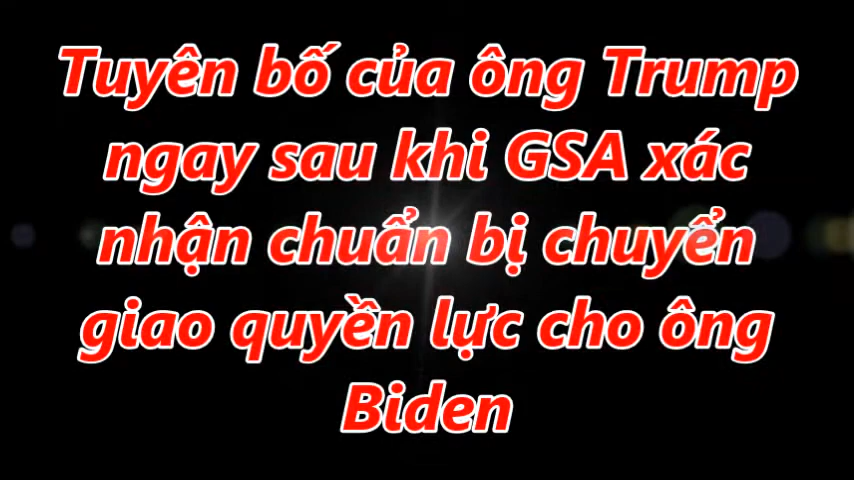 Tuyên bố của ông Trump
ngay sau khi GSA xác
nhận chuẩn bị chuyển
giao quyền lực cho ông
Biden